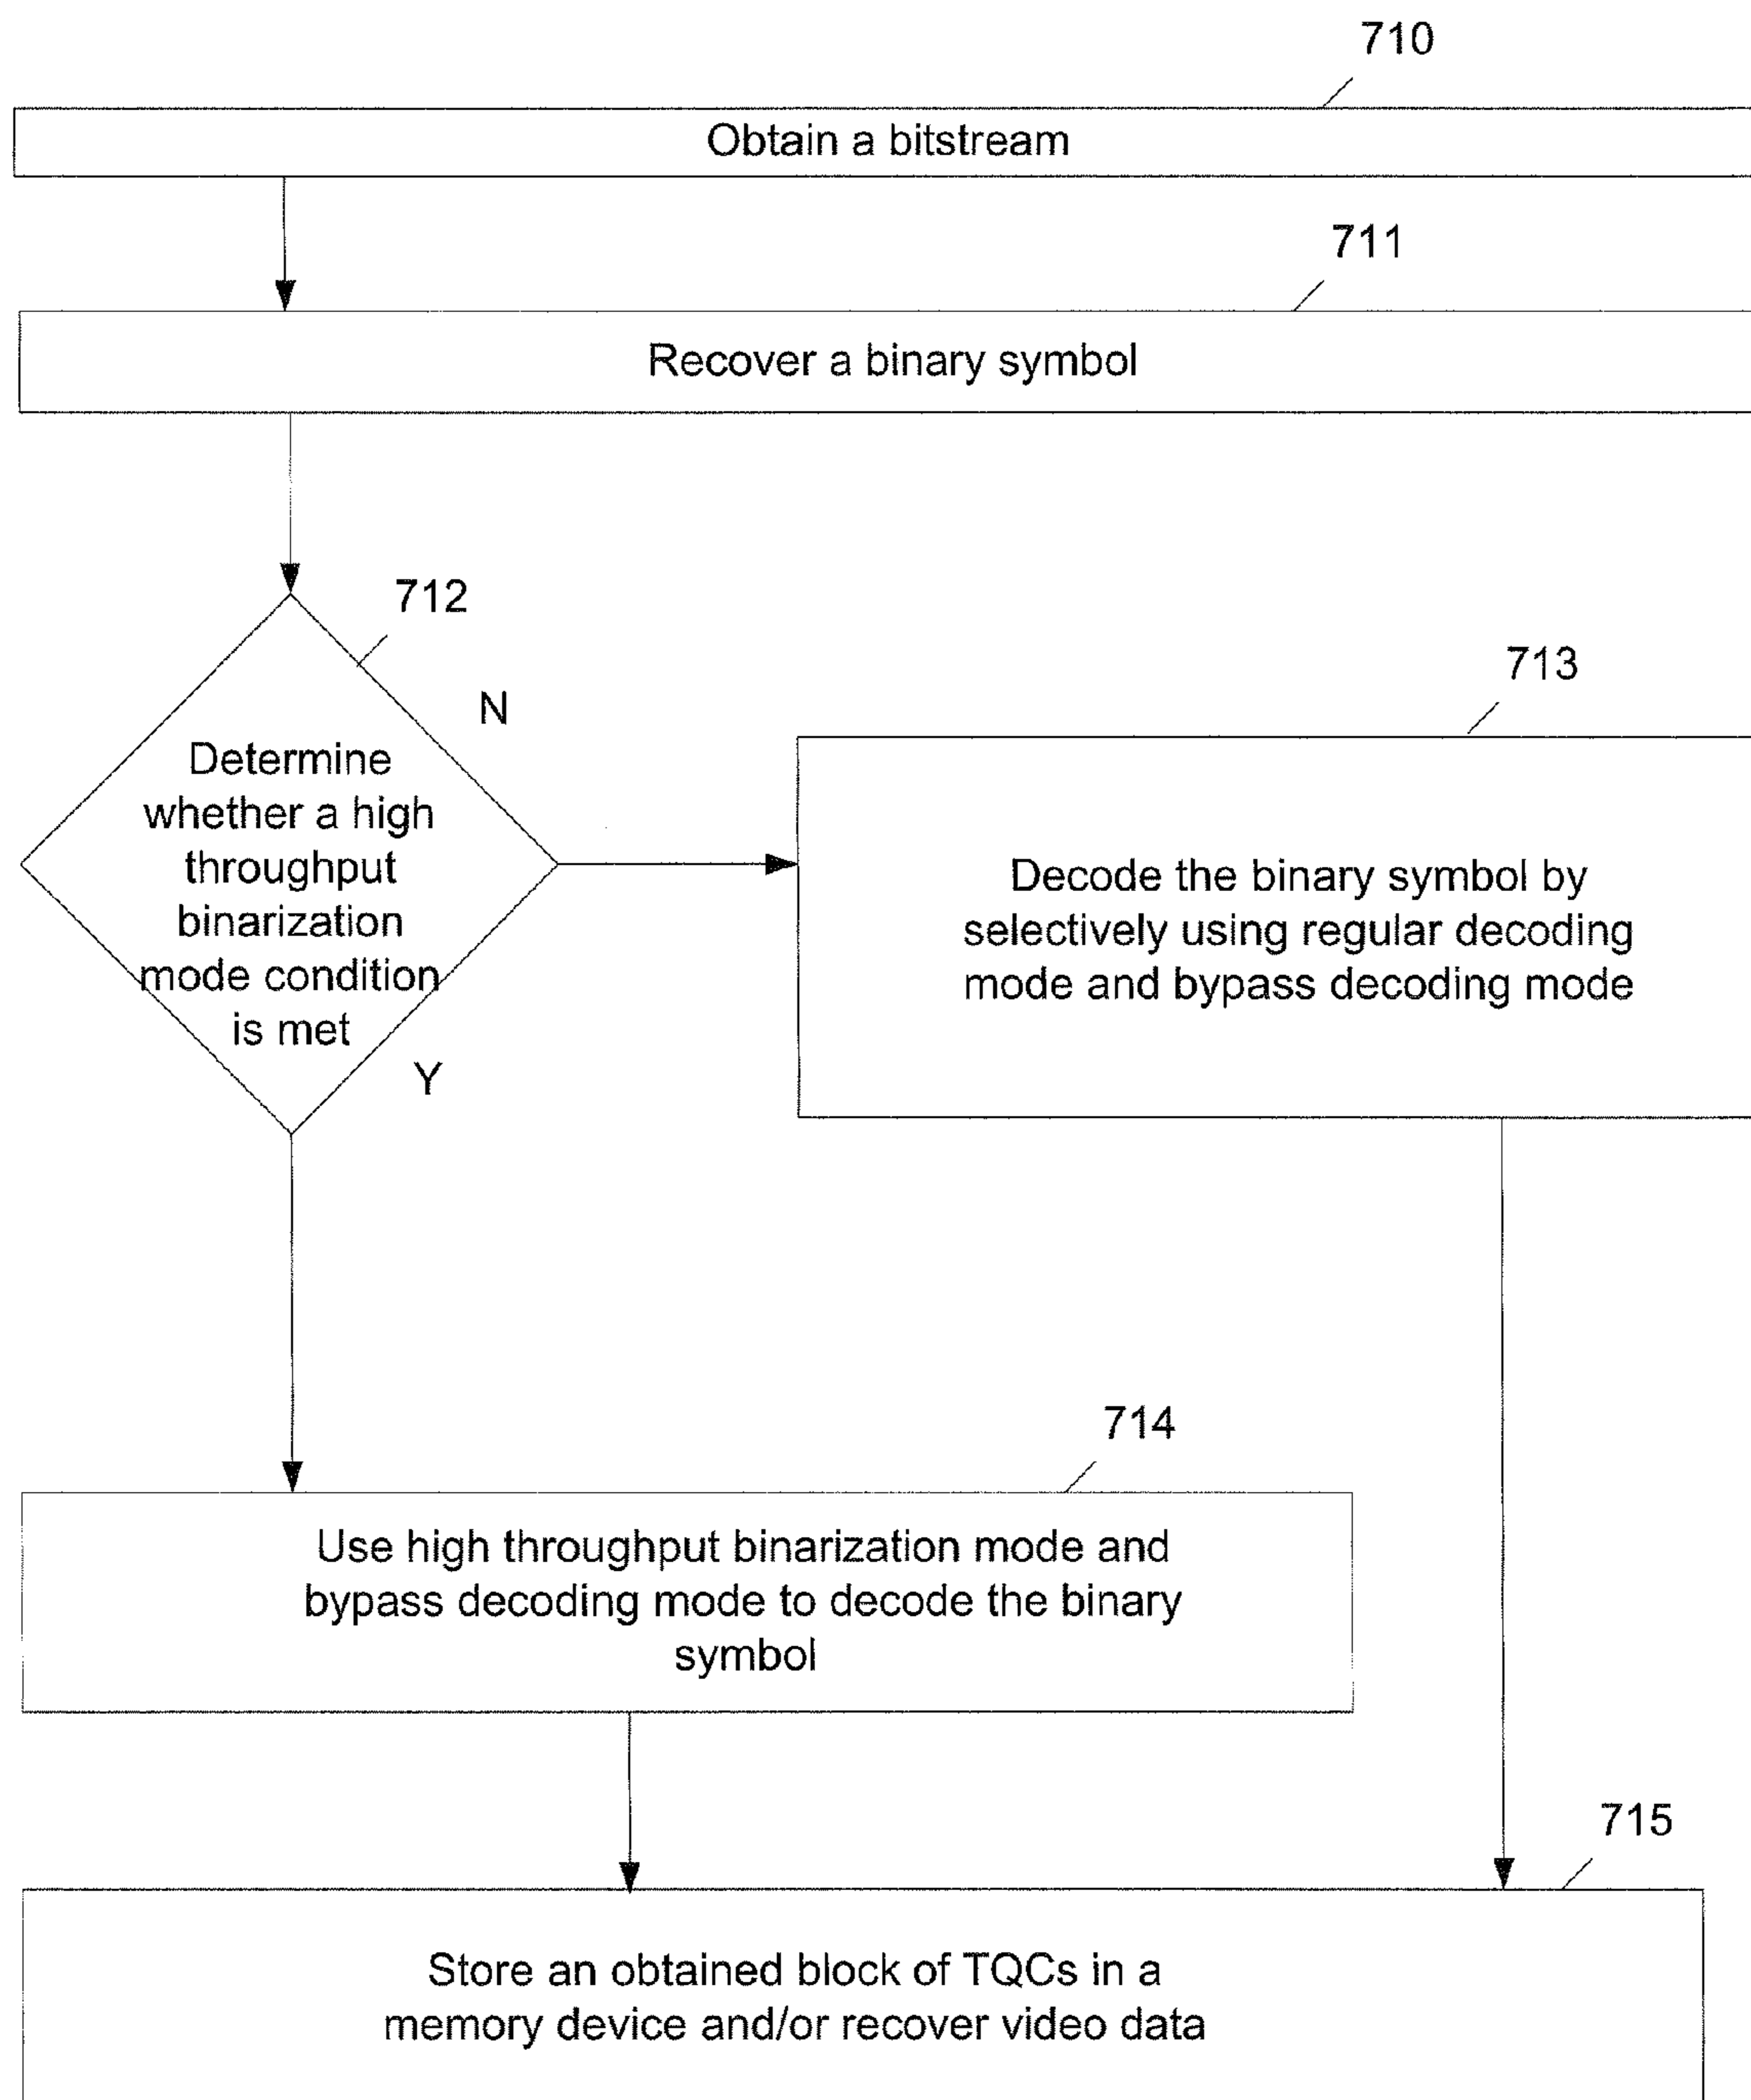 710
Obtain a bitstream
711
Recover a binary symbol
712
N
713
Determine
whether a high
throughput
binarization
mode condition
is met
Y
Decode the binary symbol by
selectively using regular decoding
mode and bypass decoding mode
714
Use high throughput binarization mode and
bypass decoding mode to decode the binary
symbol
715
Store an obtained block of TQCs in a
memory device and/or recover video data